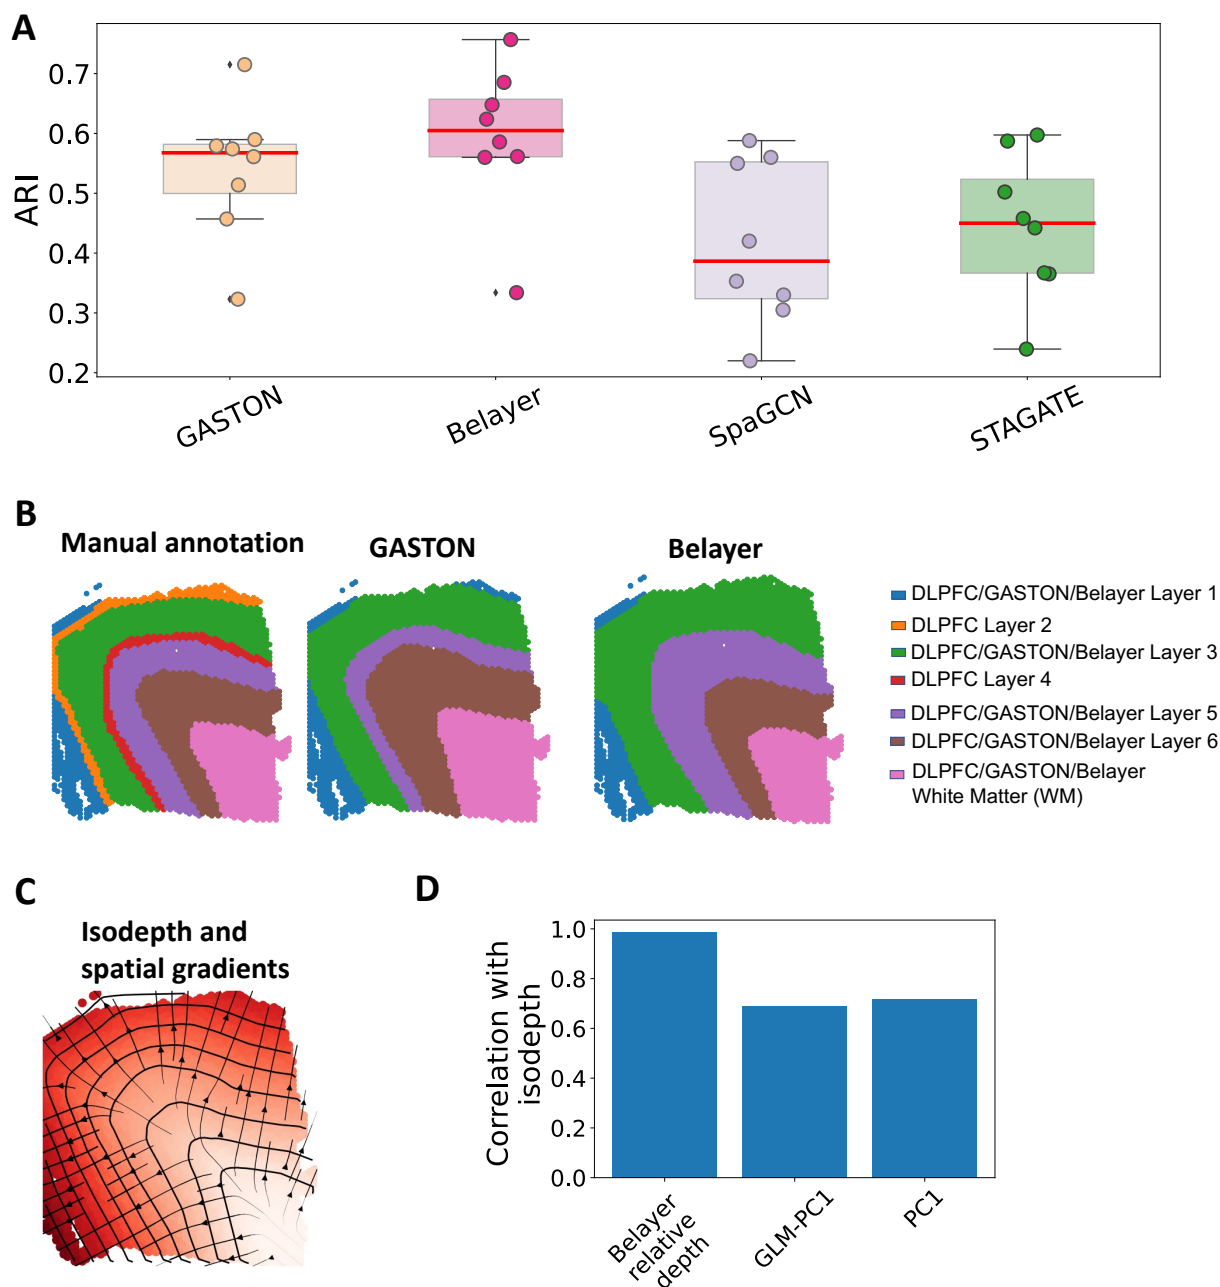 A
ARI
0.7
0.6
0.5
0.4
0.3
0.2
GASTON
Belayer
SpaGCN
STAGATE
B
Manual annotation
GASTON
Belayer
DLPFC/GASTON/Belayer Layer 1
DLPFC Layer 2
DLPFC/GASTON/Belayer Layer 3
DLPFC Layer 4
DLPFC/GASTON/Belayer Layer 5
DLPFC/GASTON/Belayer Layer 6
DLPFC/GASTON/Belayer
White Matter (WM)
C
Isodepth and
spatial gradients
D
Correlation with
isodepth
1.0
0.8
0.6
0.4
0.2
0.0
Belayer
relative
depth
GLM-PC1
PC1